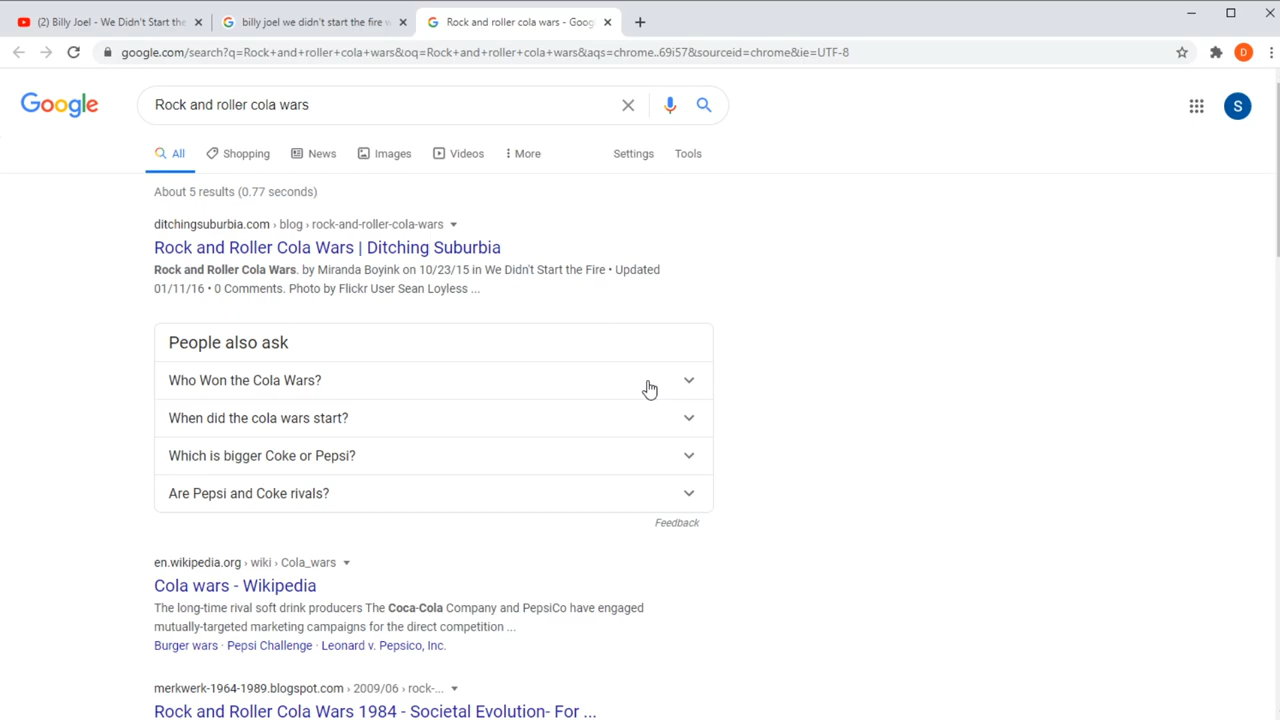 (2) Billy Joel - We Didn't Start the
billy joel we didn't start the fire w
Rock and roller cola wars - Goog
google.com/search?q=Rock+and+roller+cola+wars&oq=Rock+and+roller+cola+wars&aqs=chrome..69i57&sourceid=chrome&ie=UTF-8
D
Google
Rock and roller cola wars
S
All
Shopping
News
Images
Videos
More
Settings
Tools
About 5 results (0.77 seconds)
ditchingsuburbia.com › blog › rock-and-roller-cola-wars
Rock and Roller Cola Wars | Ditching Suburbia
Rock and Roller Cola Wars. by Miranda Boyink on 10/23/15 in We Didn't Start the Fire • Updated
01/11/16 • 0 Comments. Photo by Flickr User Sean Loyless ...
People also ask
Who Won the Cola Wars?
When did the cola wars start?
Which is bigger Coke or Pepsi?
Are Pepsi and Coke rivals?
Feedback
en.wikipedia.org › wiki › Cola_wars
Cola wars - Wikipedia
The long-time rival soft drink producers The Coca-Cola Company and PepsiCo have engaged
mutually-targeted marketing campaigns for the direct competition ...
Burger wars · Pepsi Challenge · Leonard v. Pepsico, Inc.
merkwerk-1964-1989.blogspot.com › 2009/06 › rock-...
Rock and Roller Cola Wars 1984 - Societal Evolution- For ...